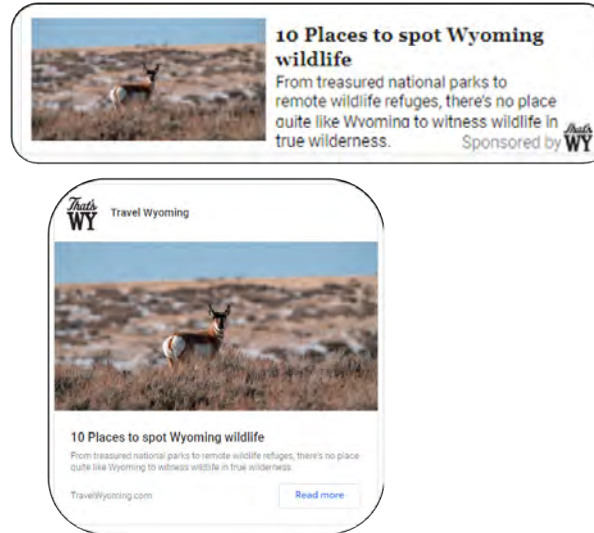 10 Places to spot Wyoming
wildlife
From treasured national parks to
remote wildlife refuges, there's no place
quite like Wyoming to witness wildlife in
true wilderness.
Sponsored by That's WY
That's
WY
Travel Wyoming
10 Places to spot Wyoming wildlife
From treasured national parks to remote wildlife refuges, there's no place
quite like Wyoming to witness wildlife in true wilderness.
TravelWyoming.com
Read more